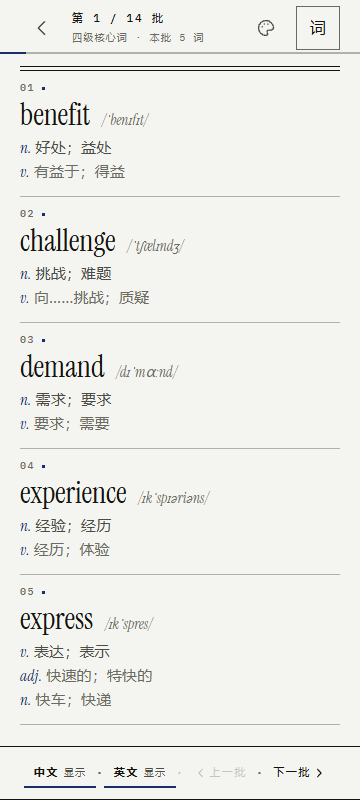 第 1 / 14 批
四级核心词 · 本批 5 词
词
01
benefit /ˈbenɪfɪt/
n. 好处；益处
v. 有益于；得益
02
challenge /ˈtʃælɪndʒ/
n. 挑战；难题
v. 向……挑战；质疑
03
demand /dɪˈmɑːnd/
n. 需求；要求
v. 要求；需要
04
experience /ɪkˈspɪəriəns/
n. 经验；经历
v. 经历；体验
05
express /ɪkˈspres/
v. 表达；表示
adj. 快速的；特快的
n. 快车；快递
中文 显示 · 英文 显示 · 上一批 · 下一批